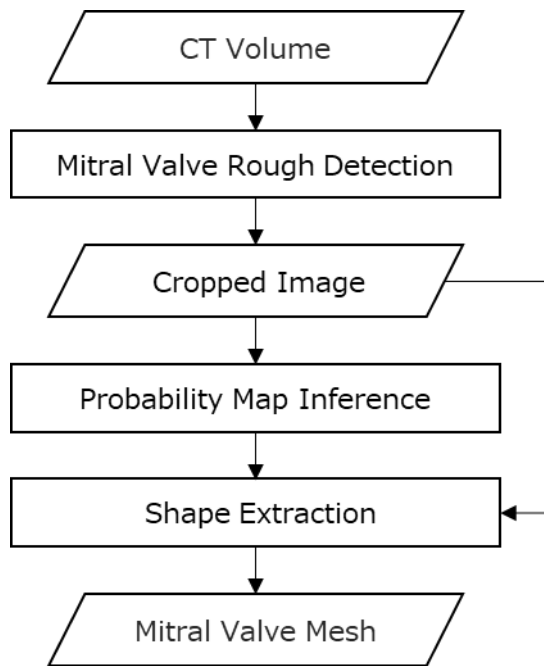 CT Volume
Mitral Valve Rough Detection
Cropped Image
Probability Map Inference
Shape Extraction
Mitral Valve Mesh